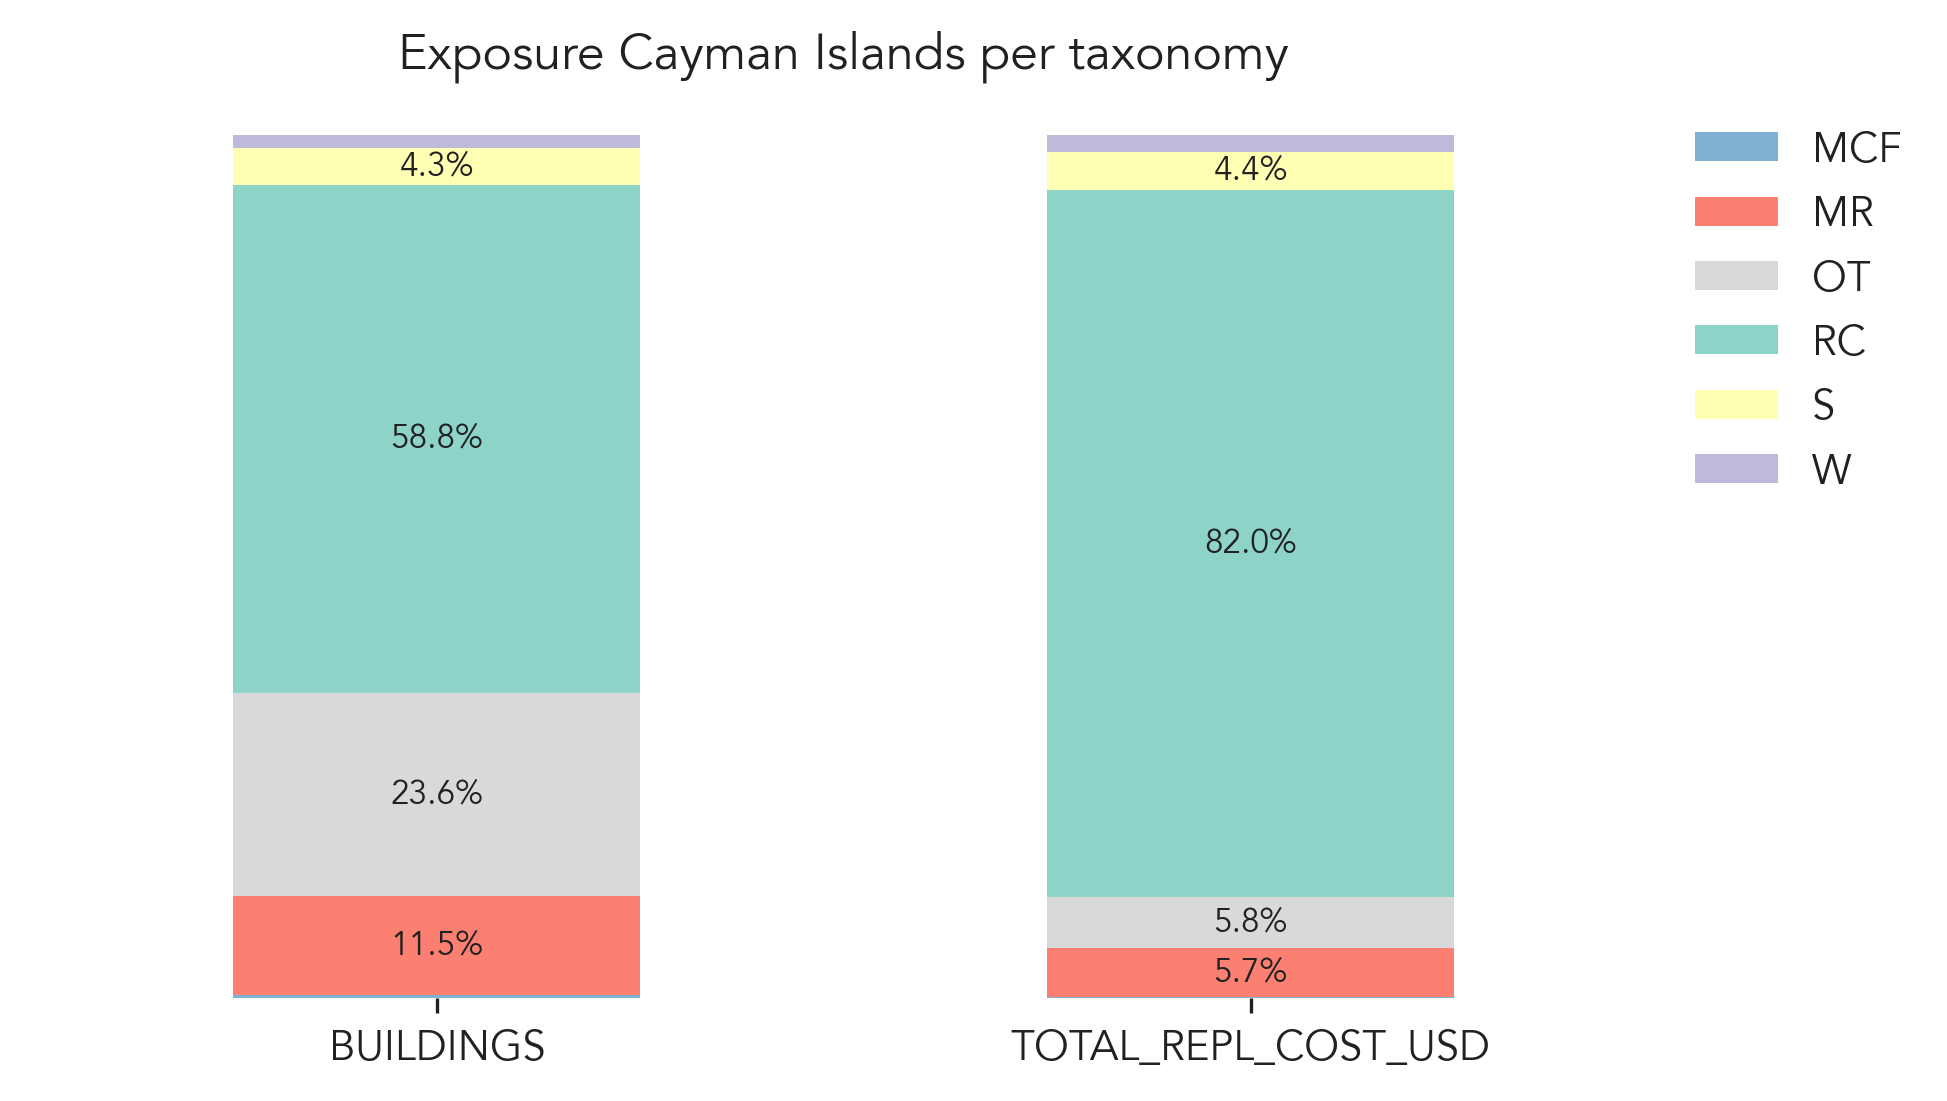 Exposure Cayman Islands per taxonomy
4.3%
58.8%
23.6%
11.5%
BUILDINGS
4.4%
82.0%
5.8%
5.7%
TOTAL_REPL_COST_USD
MCF
MR
OT
RC
S
W